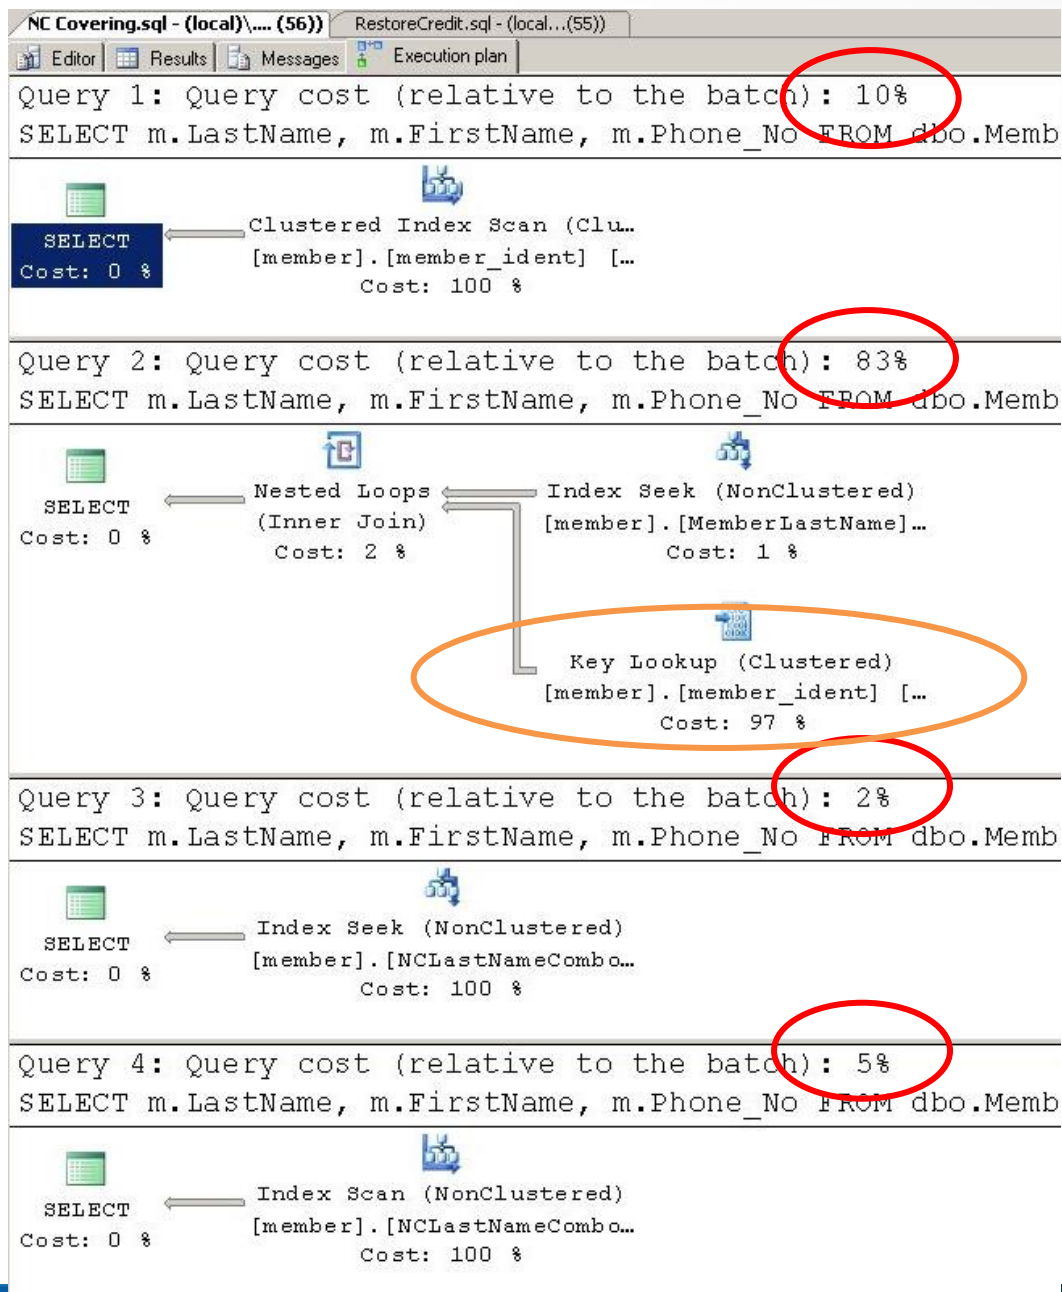 NC Covering.sql - (local)\.... (56)) RestoreCredit.sql - (local...(55))
Editor Results Messages Execution plan
Query 1: Query cost (relative to the batch): 10%
SELECT m.LastName, m.FirstName, m.Phone_No FROM dbo.Memb
SELECT
Cost: 0 %
Clustered Index Scan (Clu…
[member].[member_ident] […
Cost: 100 %
Query 2: Query cost (relative to the batch): 83%
SELECT m.LastName, m.FirstName, m.Phone_No FROM dbo.Memb
SELECT
Cost: 0 %
Nested Loops
(Inner Join)
Cost: 2 %
Index Seek (NonClustered)
[member].[MemberLastName]…
Cost: 1 %
Key Lookup (Clustered)
[member].[member_ident] […
Cost: 97 %
Query 3: Query cost (relative to the batch): 2%
SELECT m.LastName, m.FirstName, m.Phone_No FROM dbo.Memb
SELECT
Cost: 0 %
Index Seek (NonClustered)
[member].[NCLastNameCombo…
Cost: 100 %
Query 4: Query cost (relative to the batch): 5%
SELECT m.LastName, m.FirstName, m.Phone_No FROM dbo.Memb
SELECT
Cost: 0 %
Index Scan (NonClustered)
[member].[NCLastNameCombo…
Cost: 100 %